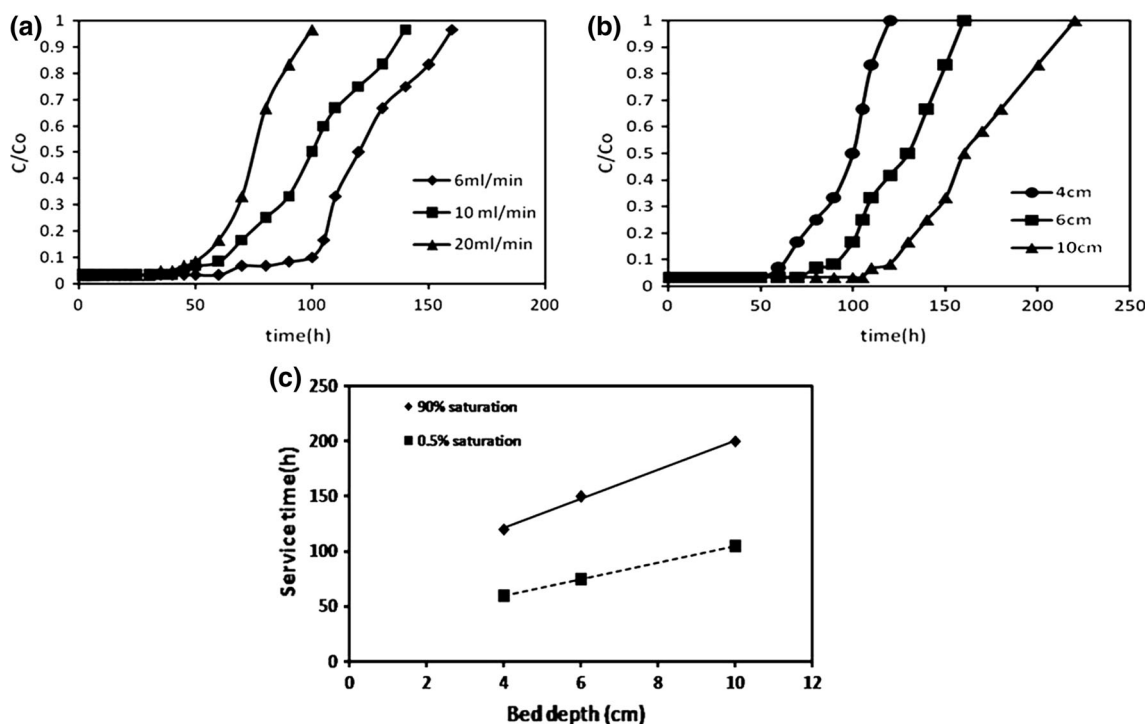 (a)
C/Co
1
0.9
0.8
0.7
0.6
0.5
0.4
0.3
0.2
0.1
0
0 50 100 150 200
time(h)
6ml/min
10 ml/min
20ml/min
(b)
C/Co
1
0.9
0.8
0.7
0.6
0.5
0.4
0.3
0.2
0.1
0
0 50 100 150 200 250
time(h)
4cm
6cm
10cm
(c)
Service time(h)
250
200
150
100
50
0
0 2 4 6 8 10 12
Bed depth (cm)
90% saturation
0.5% saturation